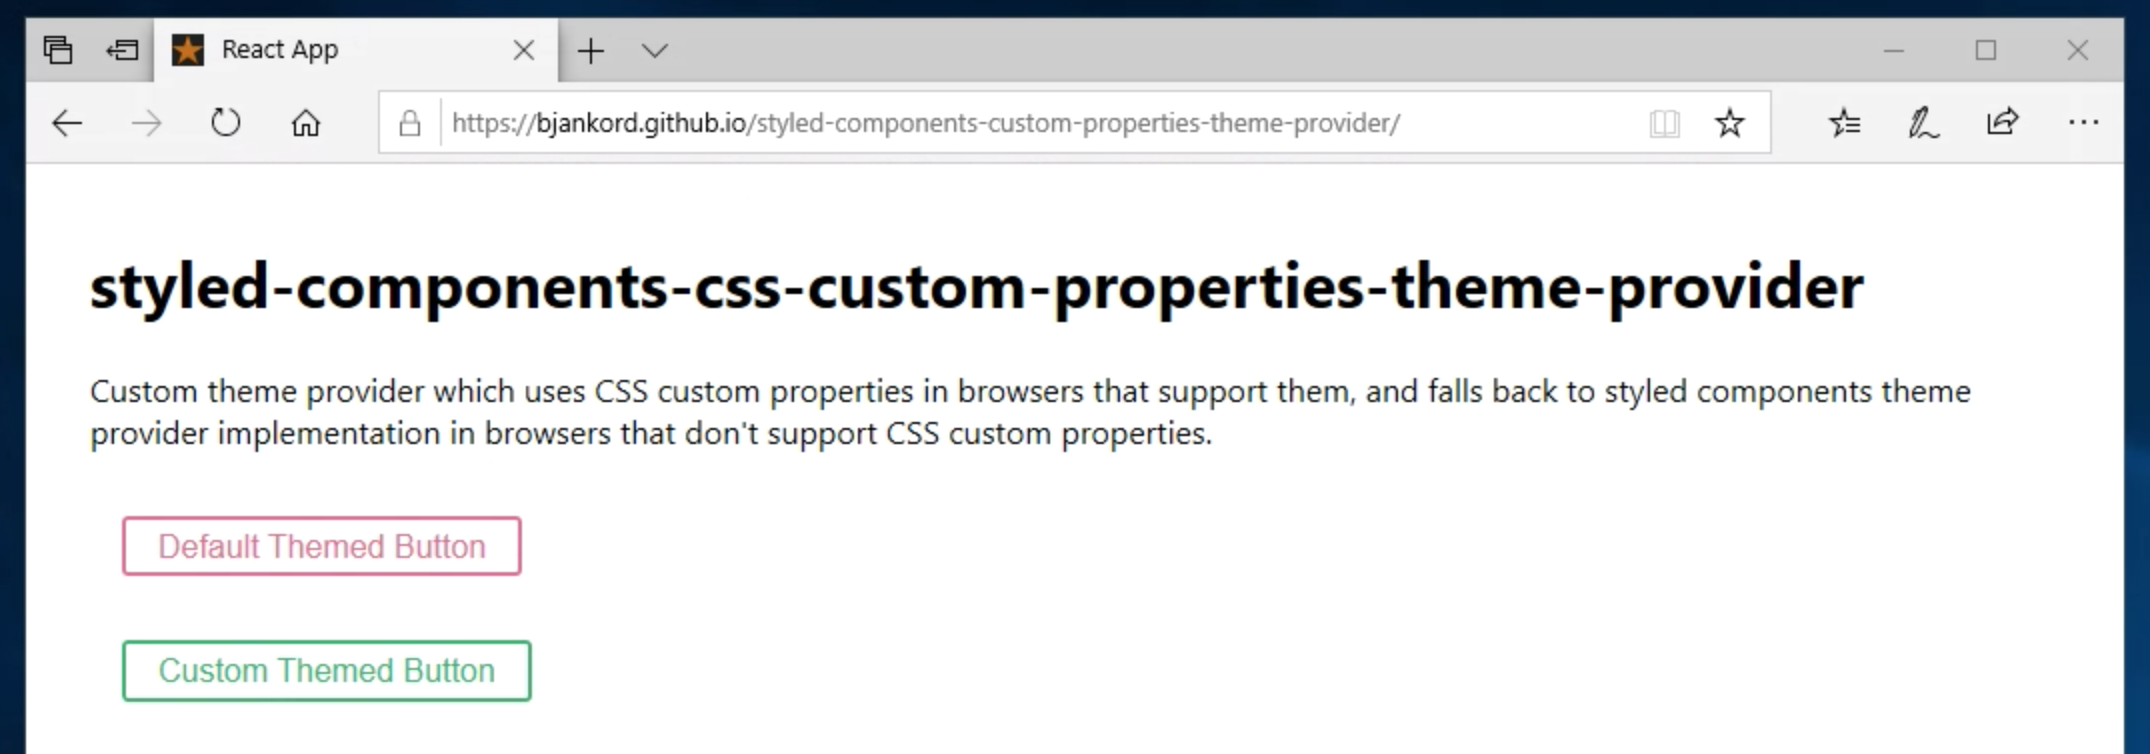 React App
https://bjankord.github.io/styled-components-custom-properties-theme-provider/
styled-components-css-custom-properties-theme-provider
Custom theme provider which uses CSS custom properties in browsers that support them, and falls back to styled components theme
provider implementation in browsers that don't support CSS custom properties.
Default Themed Button
Custom Themed Button